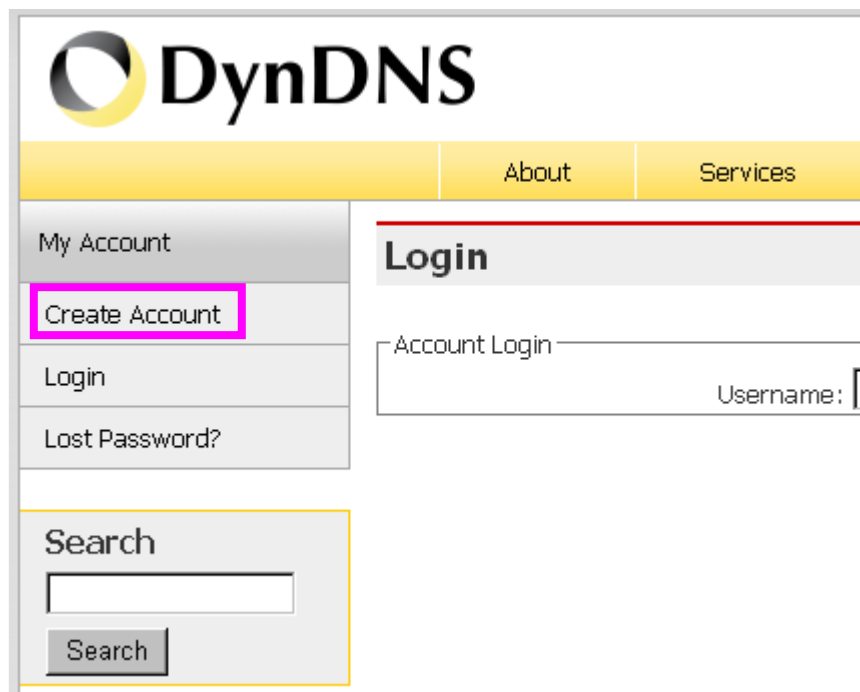 DynDNS
About Services
My Account
Create Account
Login
Lost Password?
Search
Search
Login
Account Login
Username: